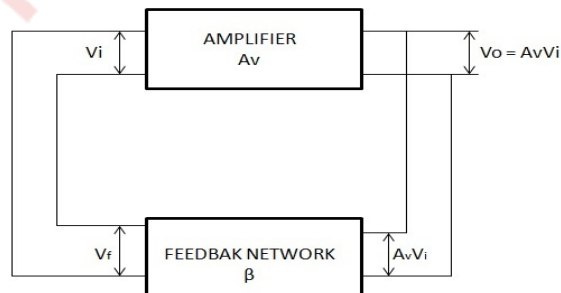 AMPLIFIER
Av
Vi
Vo = AvVi
Vf
FEEDBAK NETWORK
β
AvVi